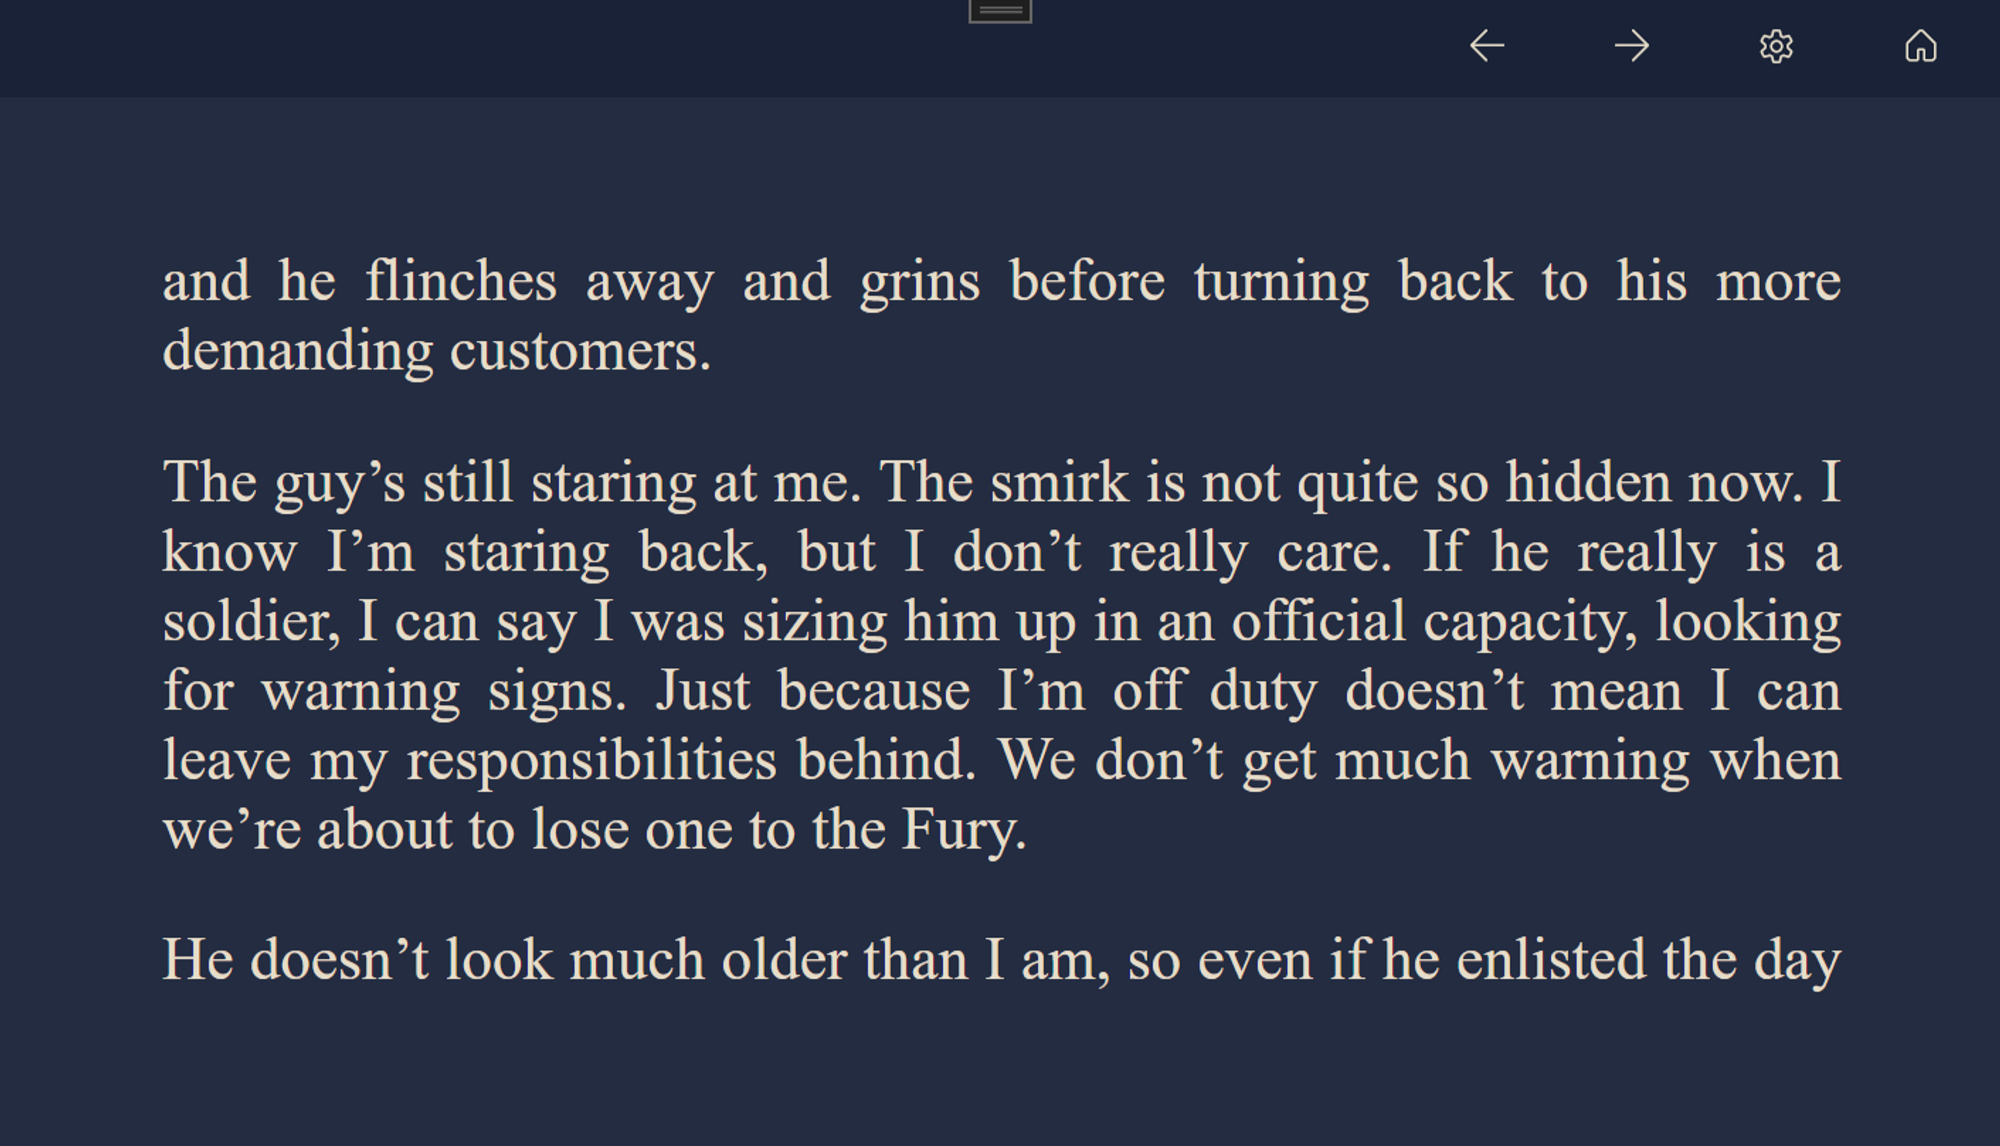 and he flinches away and grins before turning back to his more
demanding customers.
The guy’s still staring at me. The smirk is not quite so hidden now. I
know I’m staring back, but I don’t really care. If he really is a
soldier, I can say I was sizing him up in an official capacity, looking
for warning signs. Just because I’m off duty doesn’t mean I can
leave my responsibilities behind. We don’t get much warning when
we’re about to lose one to the Fury.
He doesn’t look much older than I am, so even if he enlisted the day